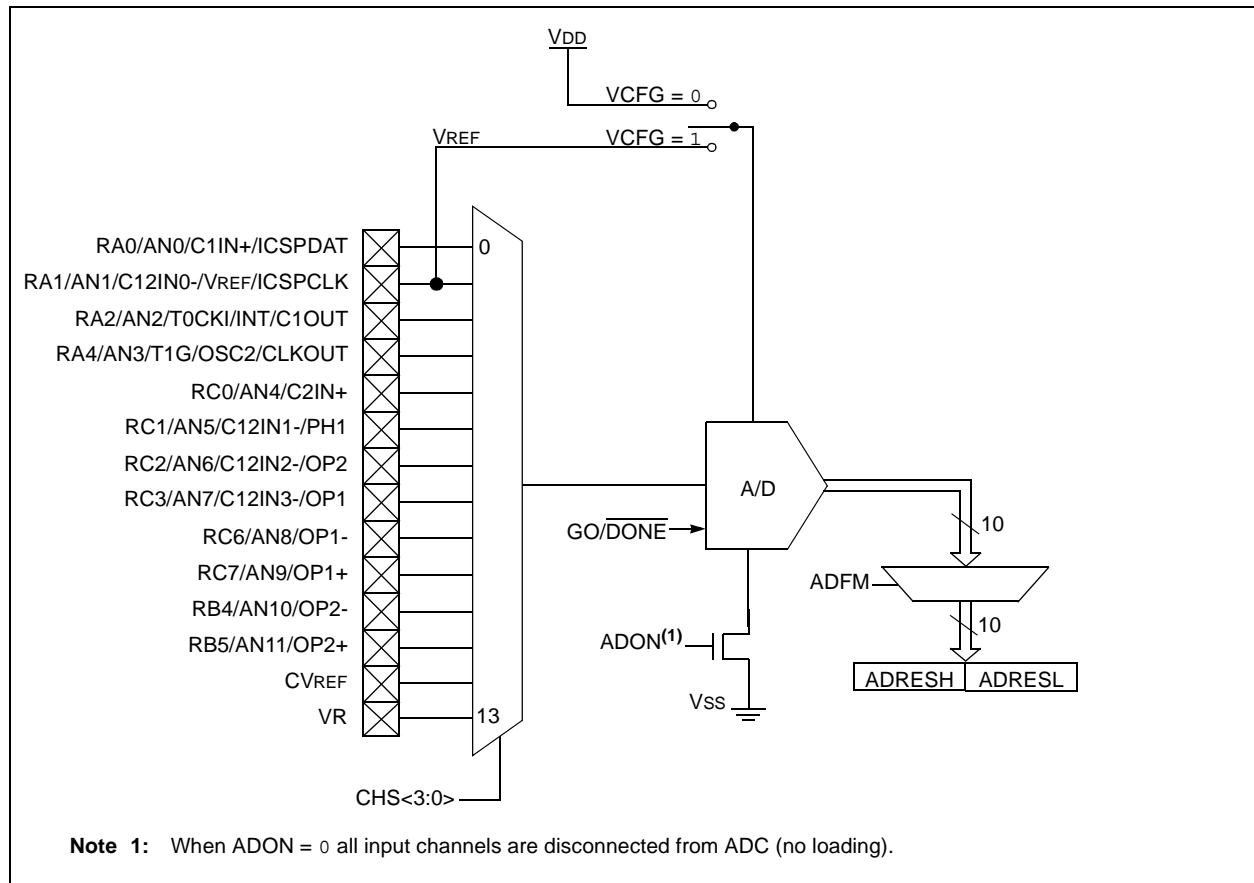 VDD
VCFG = 0
VREF
VCFG = 1
RA0/AN0/C1IN+/ICSPDAT
0
RA1/AN1/C12IN0-/VREF/ICSPCLK
RA2/AN2/T0CKI/INT/C1OUT
RA4/AN3/T1G/OSC2/CLKOUT
RC0/AN4/C2IN+
RC1/AN5/C12IN1-/PH1
RC2/AN6/C12IN2-/OP2
RC3/AN7/C12IN3-/OP1
RC6/AN8/OP1-
RC7/AN9/OP1+
RB4/AN10/OP2-
RB5/AN11/OP2+
CVREF
VR
13
CHS<3:0>
A/D
GO/DONE
10
ADFM
10
ADON(1)
ADRESH ADRESL
VSS
Note 1: When ADON = 0 all input channels are disconnected from ADC (no loading).